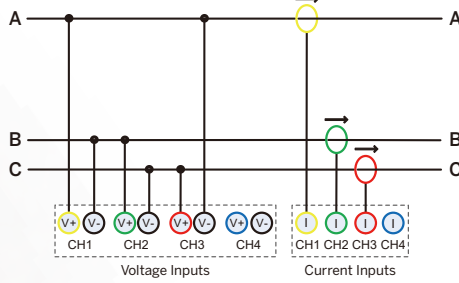 A A
B B
C C
V+ V- V+ V- V+ V- V+ V- I I I I
CH1 CH2 CH3 CH4 CH1 CH2 CH3 CH4
Voltage Inputs Current Inputs